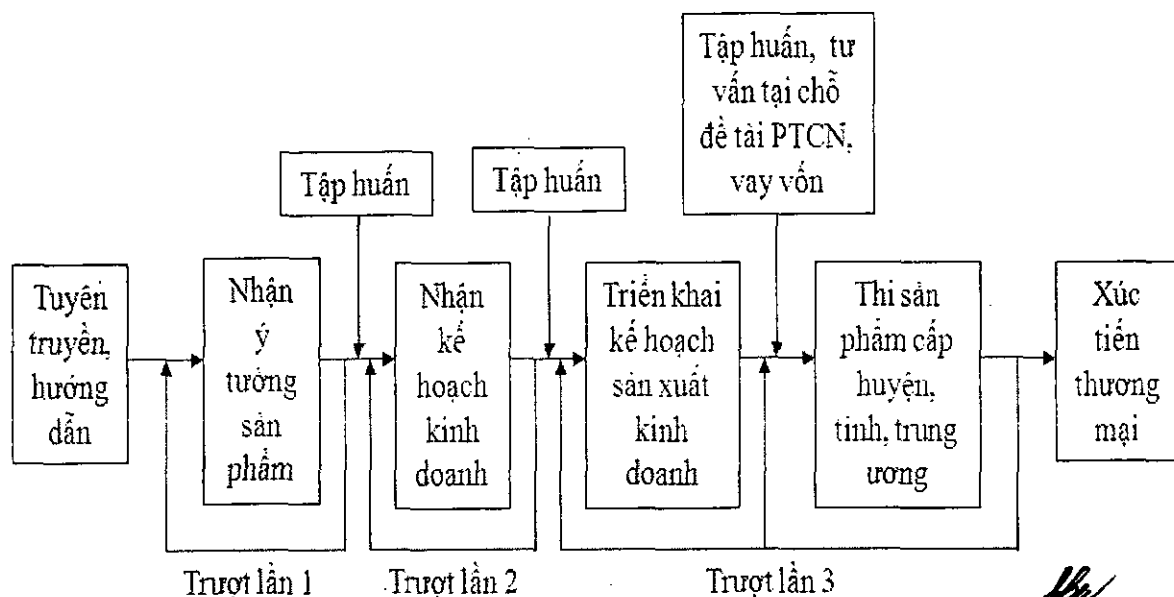 Tập huấn, tư
vấn tại chỗ
đề tài PTCN,
vay vốn
Tập huấn
Tập huấn
Tuyên
truyền,
hướng
dẫn
Nhận
ý
tưởng
sản
phẩm
Nhận
kế
hoạch
kinh
doanh
Triển khai
kế hoạch
sản xuất
kinh
doanh
Thi sản
phẩm cấp
huyện,
tỉnh, trung
ương
Xúc
tiến
thương
mại
Trượt lần 1
Trượt lần 2
Trượt lần 3